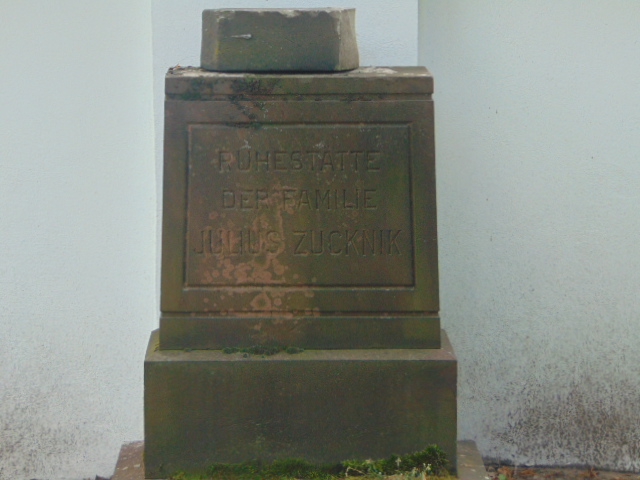 RUHESTÄTTE
DER FAMILIE
JULIUS ZUCKNIK